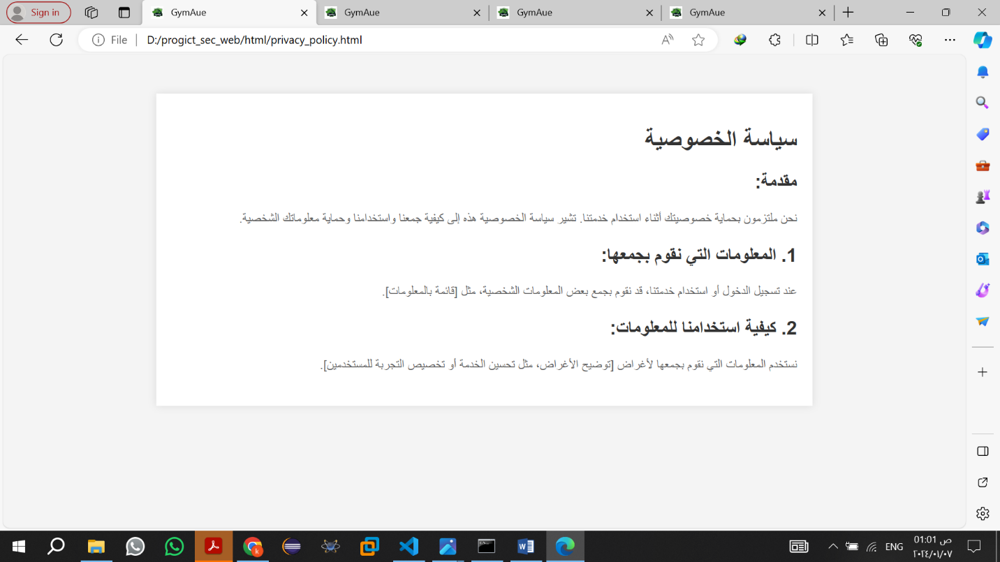 Sign in
GymAue
GymAue
GymAue
GymAue
File
D:/progict_sec_web/html/privacy_policy.html
سياسة الخصوصية
مقدمة:
نحن ملتزمون بحماية خصوصيتك أثناء استخدام خدمتنا. تشير سياسة الخصوصية هذه إلى كيفية جمعنا واستخدامنا وحماية معلوماتك الشخصية.
1. المعلومات التي نقوم بجمعها:
عند تسجيل الدخول أو استخدام خدمتنا، قد نقوم بجمع بعض المعلومات الشخصية، مثل [قائمة بالمعلومات].
2. كيفية استخدامنا للمعلومات:
نستخدم المعلومات التي نقوم بجمعها لأغراض [توضيح الأغراض، مثل تحسين الخدمة أو تخصيص التجربة للمستخدمين].
ENG
01:01 ص
٢٠٢٤/٠١/٠٧